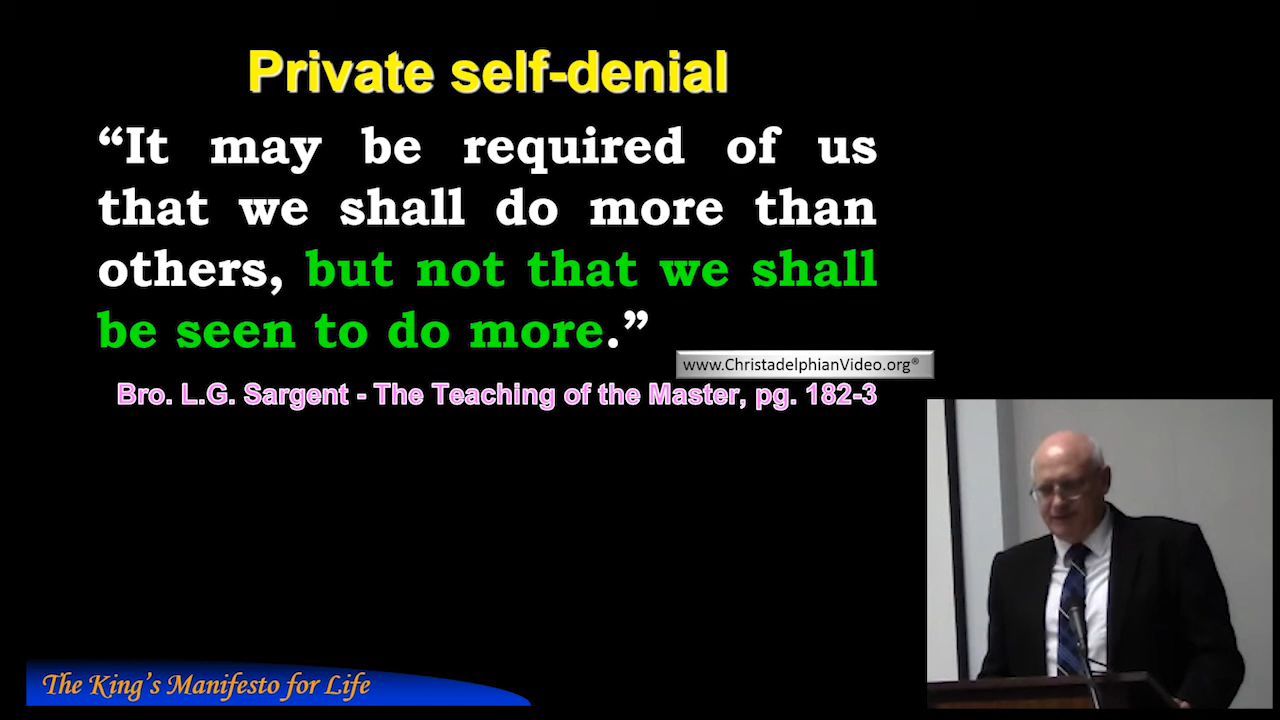 Private self-denial
“It may be required of us
that we shall do more than
others, but not that we shall
be seen to do more.”
www.ChristadelphianVideo.org®
Bro. L.G. Sargent - The Teaching of the Master, pg. 182-3
The King's Manifesto for Life